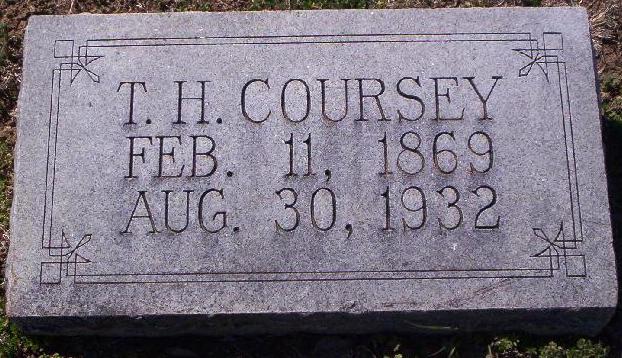 T. H. COURSEY
FEB. 11, 1869
AUG. 30, 1932